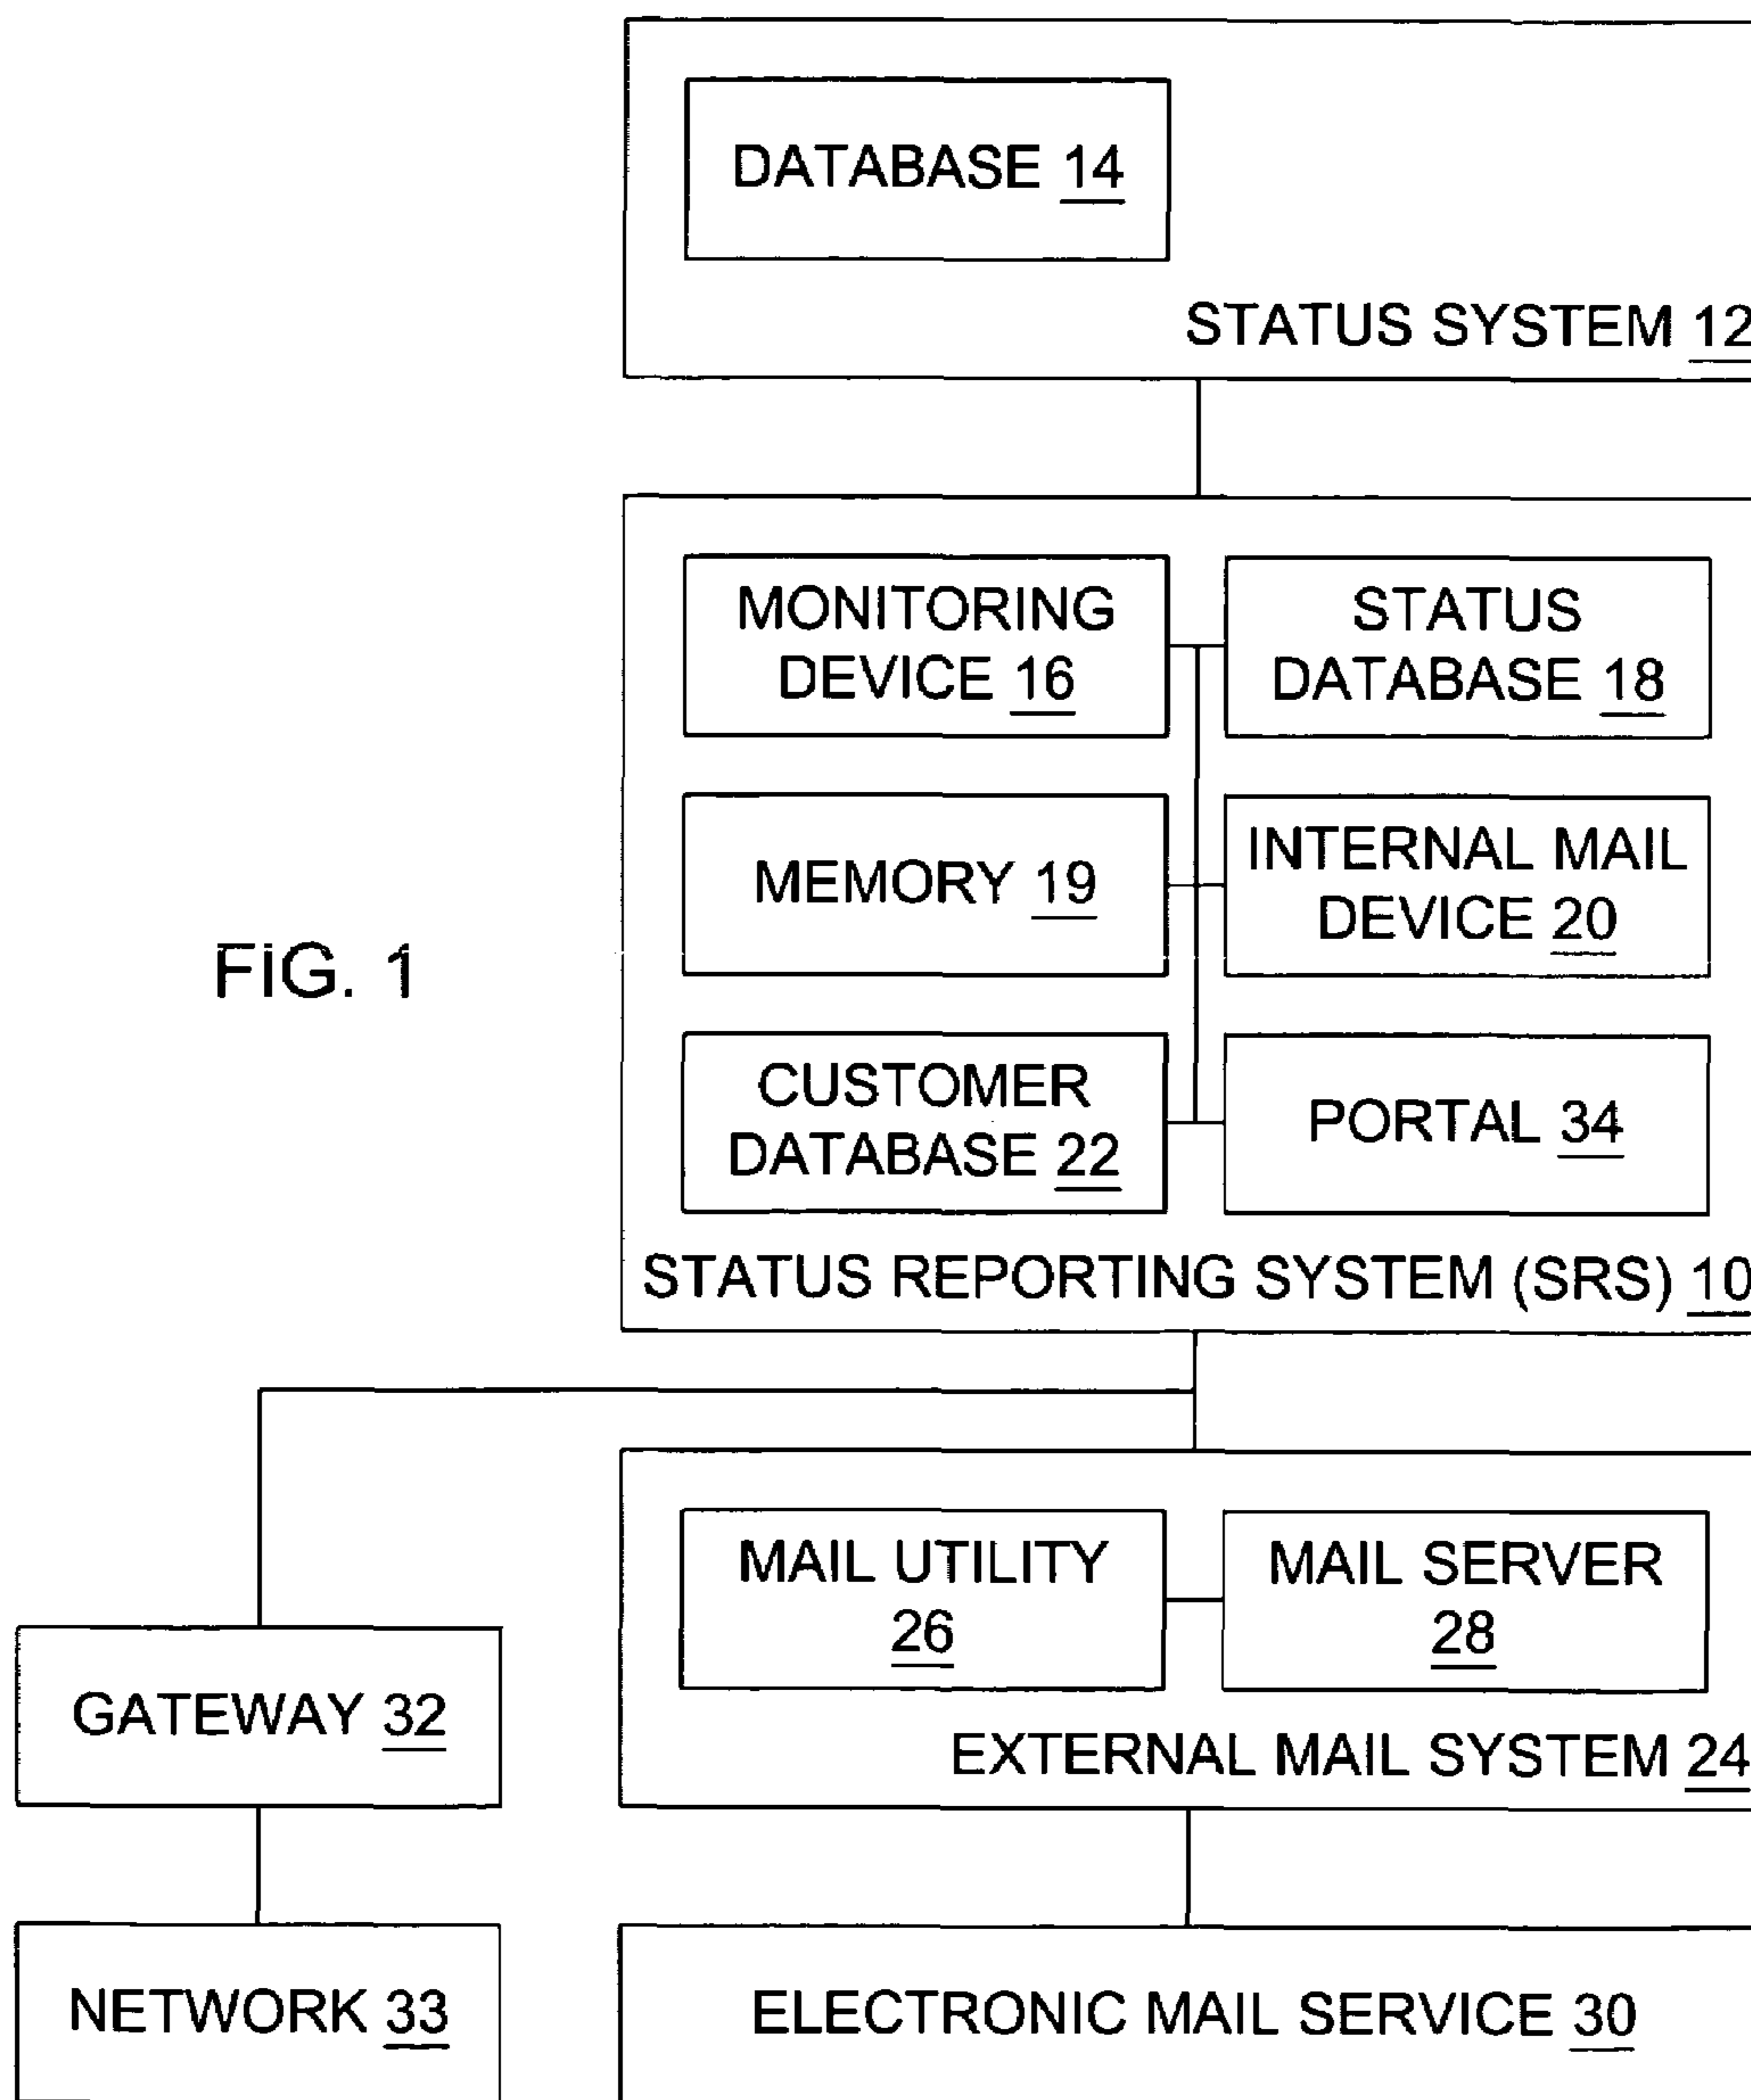 DATABASE 14
STATUS SYSTEM 12
MONITORING
DEVICE 16
STATUS
DATABASE 18
MEMORY 19
INTERNAL MAIL
DEVICE 20
FIG. 1
CUSTOMER
DATABASE 22
PORTAL 34
STATUS REPORTING SYSTEM (SRS) 10
MAIL UTILITY
26
MAIL SERVER
28
GATEWAY 32
EXTERNAL MAIL SYSTEM 24
NETWORK 33
ELECTRONIC MAIL SERVICE 30